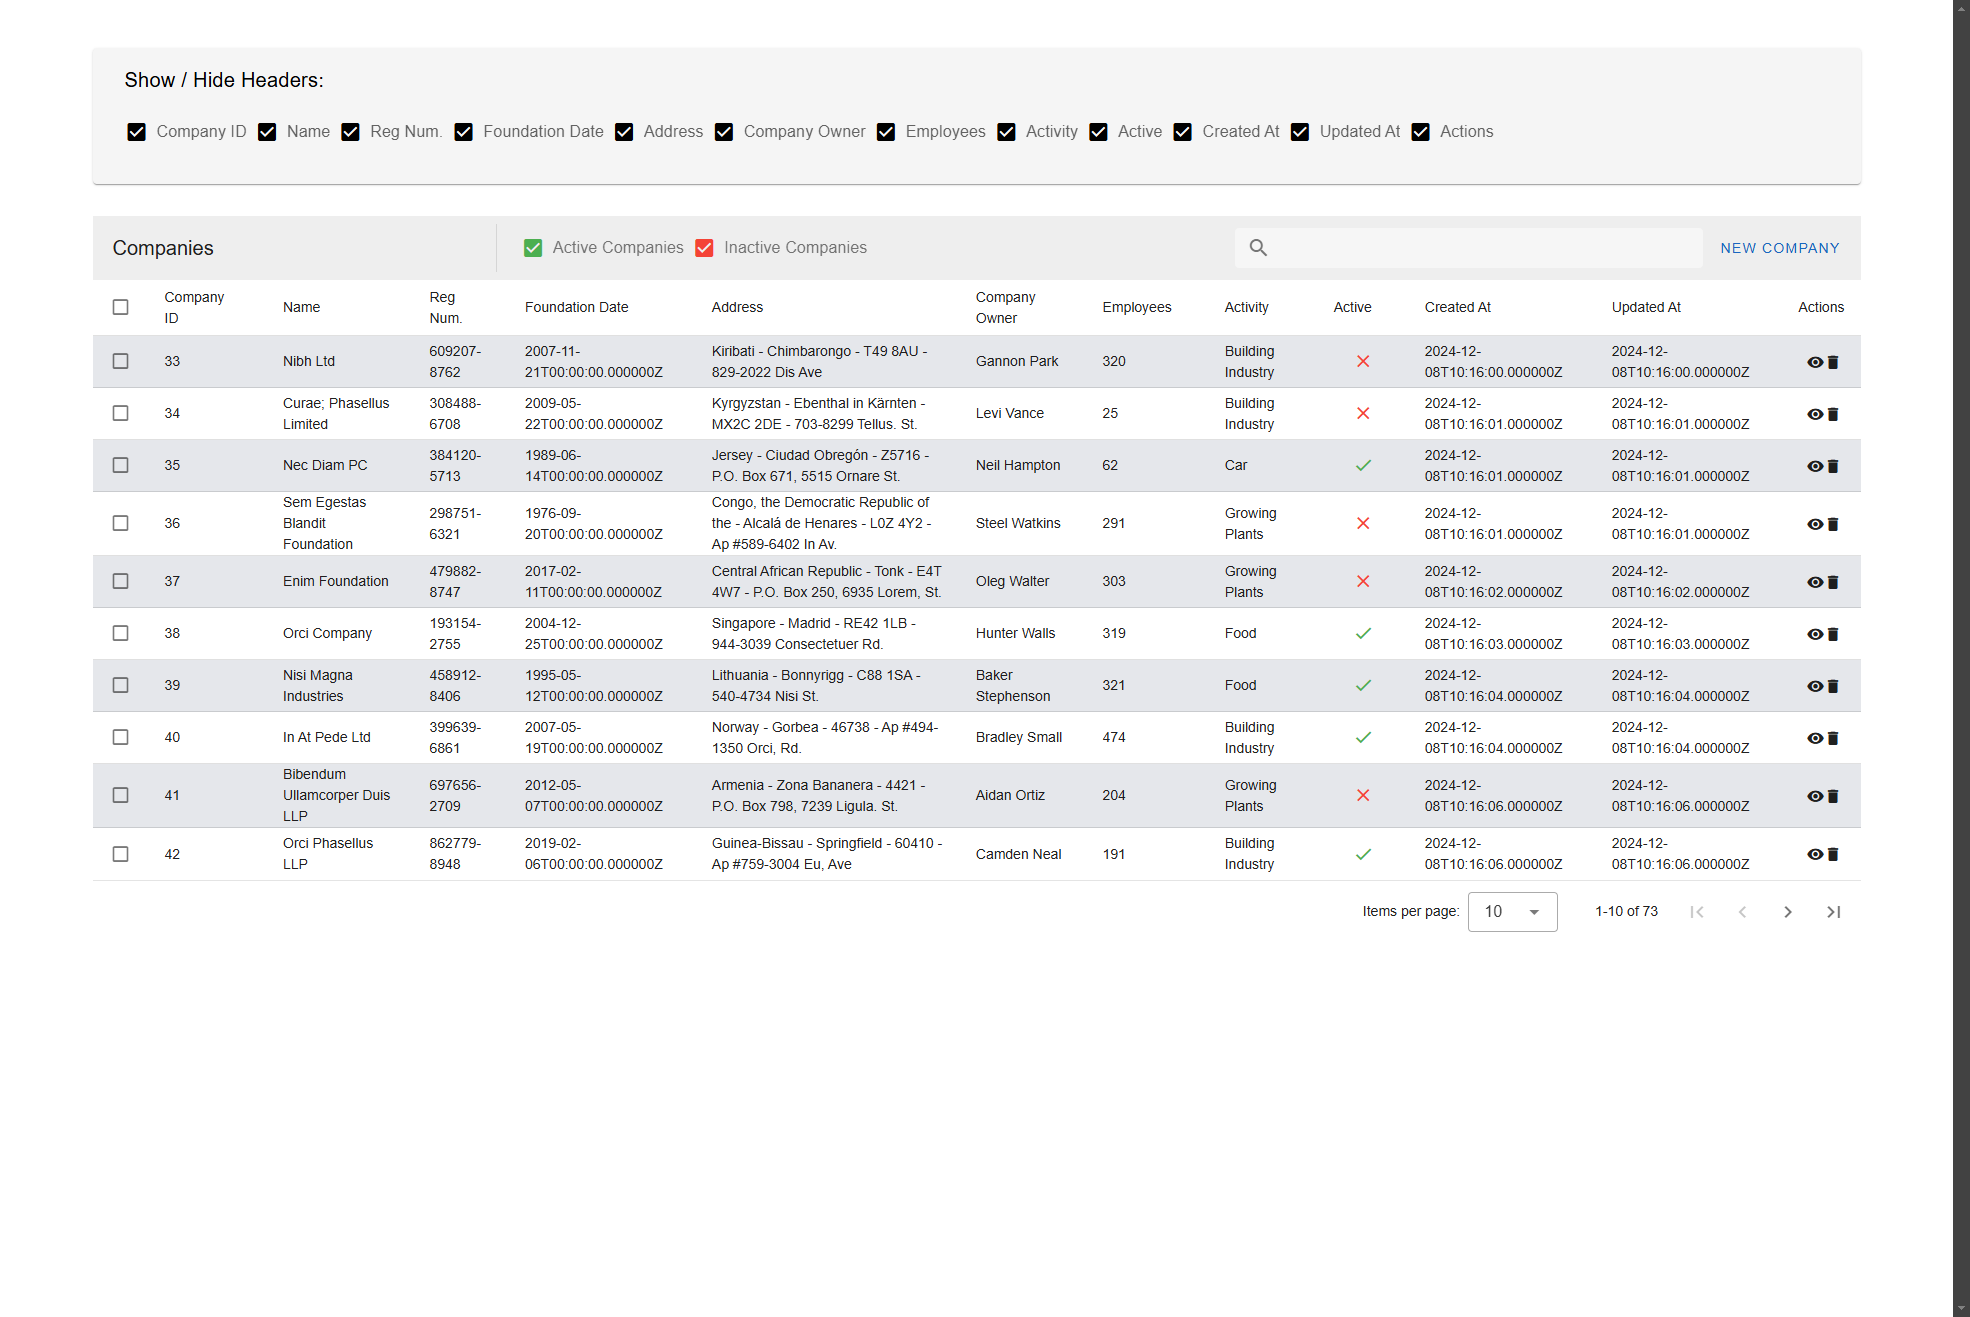 Show / Hide Headers:
Company ID Name Reg Num. Foundation Date Address Company Owner Employees Activity Active Created At Updated At Actions
Companies Active Companies Inactive Companies NEW COMPANY
Company ID Name Reg Num. Foundation Date Address Company Owner Employees Activity Active Created At Updated At Actions
33 Nibh Ltd 609207-8762 2007-11-21T00:00:00.000000Z Kiribati - Chimbarongo - T49 8AU - 829-2022 Dis Ave Gannon Park 320 Building Industry 2024-12-08T10:16:00.000000Z 2024-12-08T10:16:00.000000Z
34 Curae; Phasellus Limited 308488-6708 2009-05-22T00:00:00.000000Z Kyrgyzstan - Ebenthal in Kärnten - MX2C 2DE - 703-8299 Tellus. St. Levi Vance 25 Building Industry 2024-12-08T10:16:01.000000Z 2024-12-08T10:16:01.000000Z
35 Nec Diam PC 384120-5713 1989-06-14T00:00:00.000000Z Jersey - Ciudad Obregón - Z5716 - P.O. Box 671, 5515 Ornare St. Neil Hampton 62 Car 2024-12-08T10:16:01.000000Z 2024-12-08T10:16:01.000000Z
36 Sem Egestas Blandit Foundation 298751-6321 1976-09-20T00:00:00.000000Z Congo, the Democratic Republic of the - Alcalá de Henares - L0Z 4Y2 - Ap #589-6402 In Av. Steel Watkins 291 Growing Plants 2024-12-08T10:16:01.000000Z 2024-12-08T10:16:01.000000Z
37 Enim Foundation 479882-8747 2017-02-11T00:00:00.000000Z Central African Republic - Tonk - E4T 4W7 - P.O. Box 250, 6935 Lorem, St. Oleg Walter 303 Growing Plants 2024-12-08T10:16:02.000000Z 2024-12-08T10:16:02.000000Z
38 Orci Company 193154-2755 2004-12-25T00:00:00.000000Z Singapore - Madrid - RE42 1LB - 944-3039 Consectetuer Rd. Hunter Walls 319 Food 2024-12-08T10:16:03.000000Z 2024-12-08T10:16:03.000000Z
39 Nisi Magna Industries 458912-8406 1995-05-12T00:00:00.000000Z Lithuania - Bonnyrigg - C88 1SA - 540-4734 Nisi St. Baker Stephenson 321 Food 2024-12-08T10:16:04.000000Z 2024-12-08T10:16:04.000000Z
40 In At Pede Ltd 399639-6861 2007-05-19T00:00:00.000000Z Norway - Gorbea - 46738 - Ap #494-1350 Orci, Rd. Bradley Small 474 Building Industry 2024-12-08T10:16:04.000000Z 2024-12-08T10:16:04.000000Z
41 Bibendum Ullamcorper Duis LLP 697656-2709 2012-05-07T00:00:00.000000Z Armenia - Zona Bananera - 4421 - P.O. Box 798, 7239 Ligula. St. Aidan Ortiz 204 Growing Plants 2024-12-08T10:16:06.000000Z 2024-12-08T10:16:06.000000Z
42 Orci Phasellus LLP 862779-8948 2019-02-06T00:00:00.000000Z Guinea-Bissau - Springfield - 60410 - Ap #759-3004 Eu, Ave Camden Neal 191 Building Industry 2024-12-08T10:16:06.000000Z 2024-12-08T10:16:06.000000Z
Items per page: 10 1-10 of 73